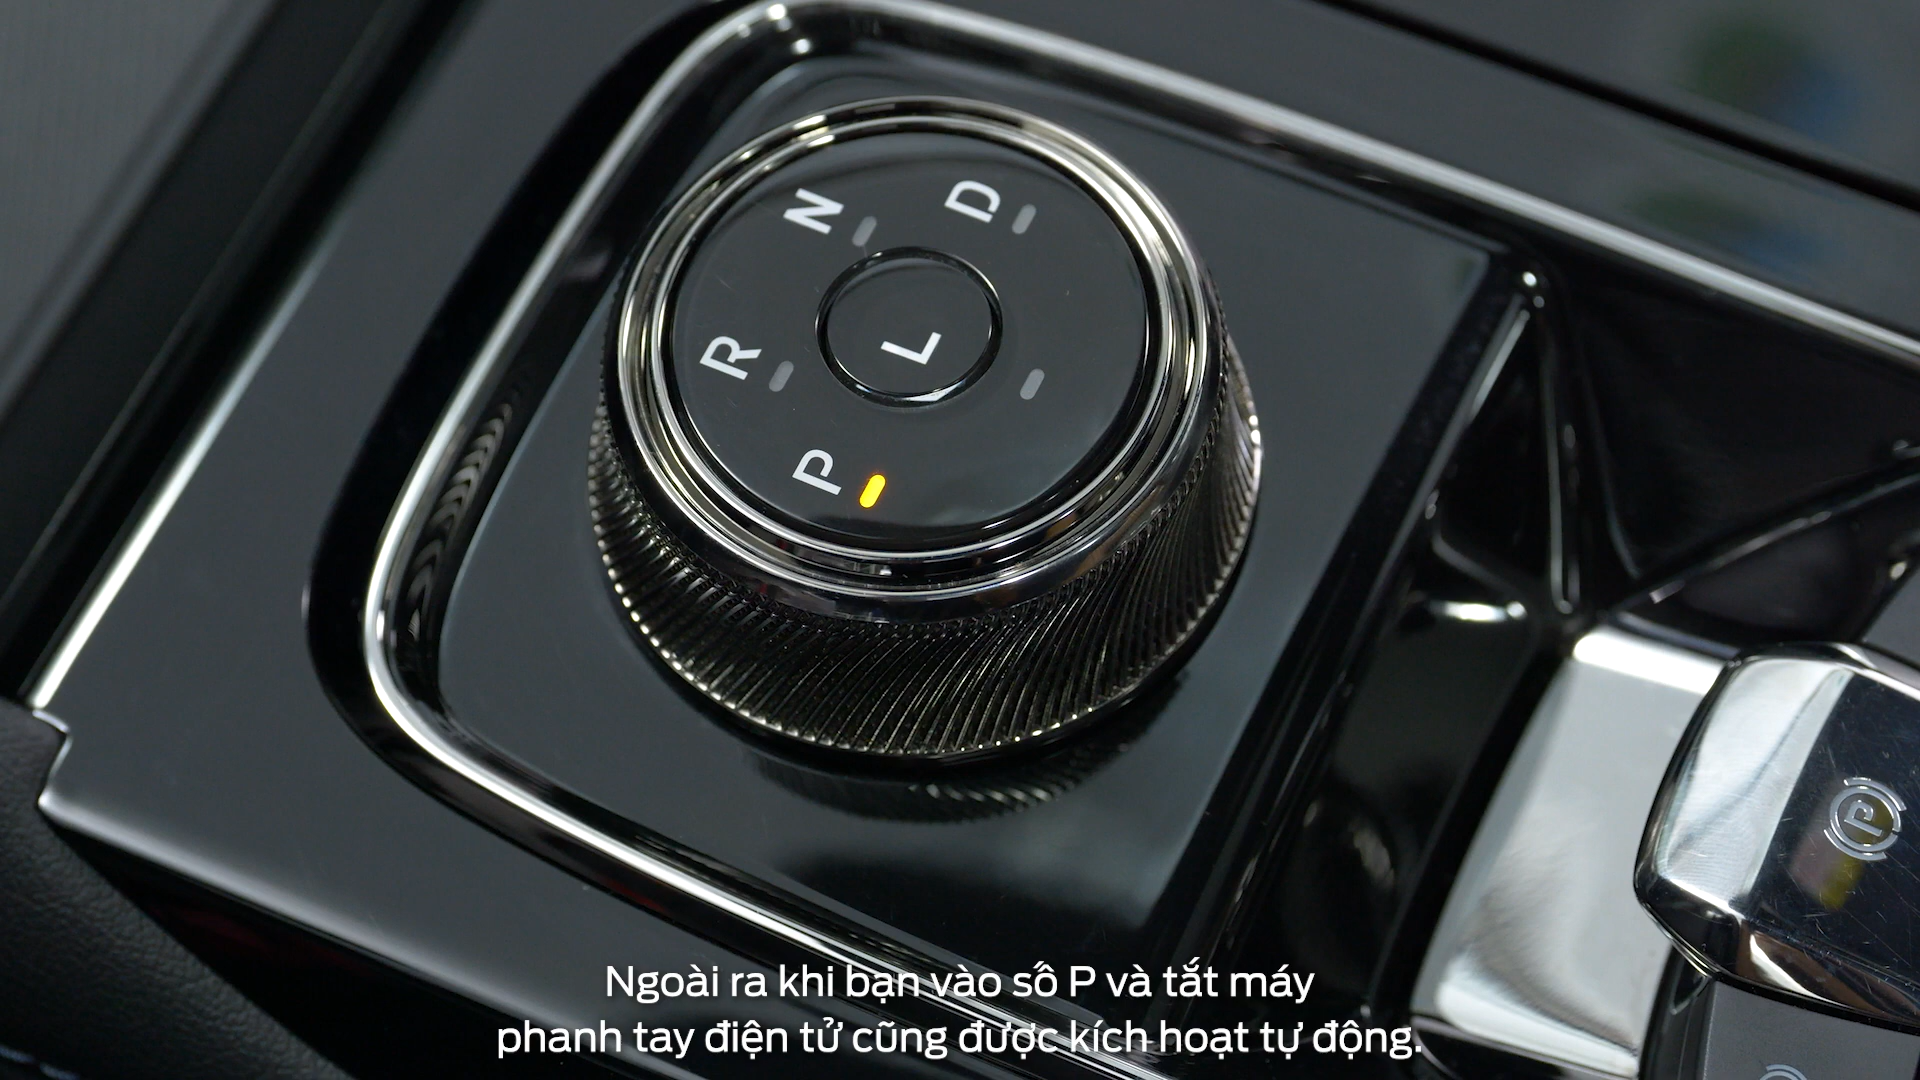 N D
R L
P
P
Ngoài ra khi bạn vào số P và tắt máy
phanh tay điện tử cũng được kích hoạt tự động.